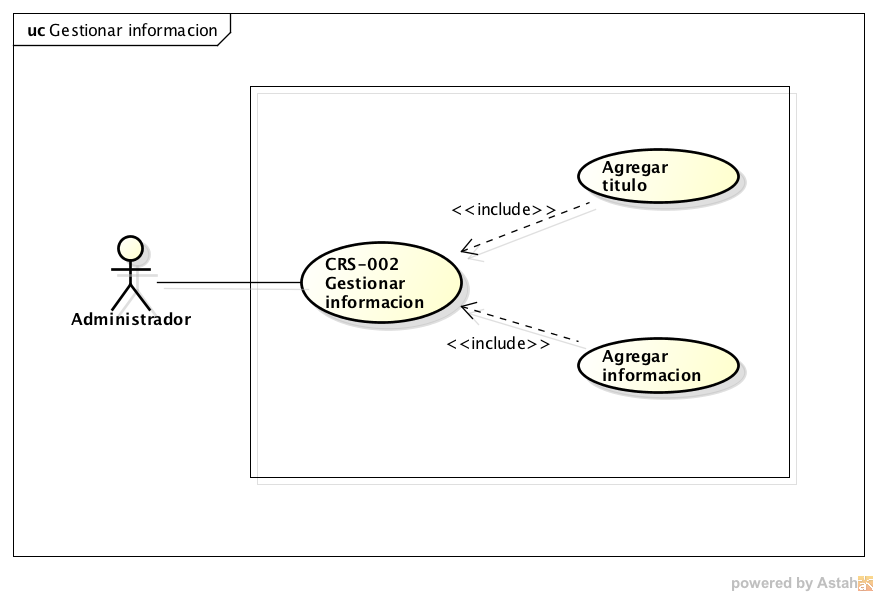 uc Gestionar informacion
Agregar
titulo
<<include>>
CRS-002
Gestionar
informacion
Administrador
<<include>>
Agregar
informacion
powered by Astah